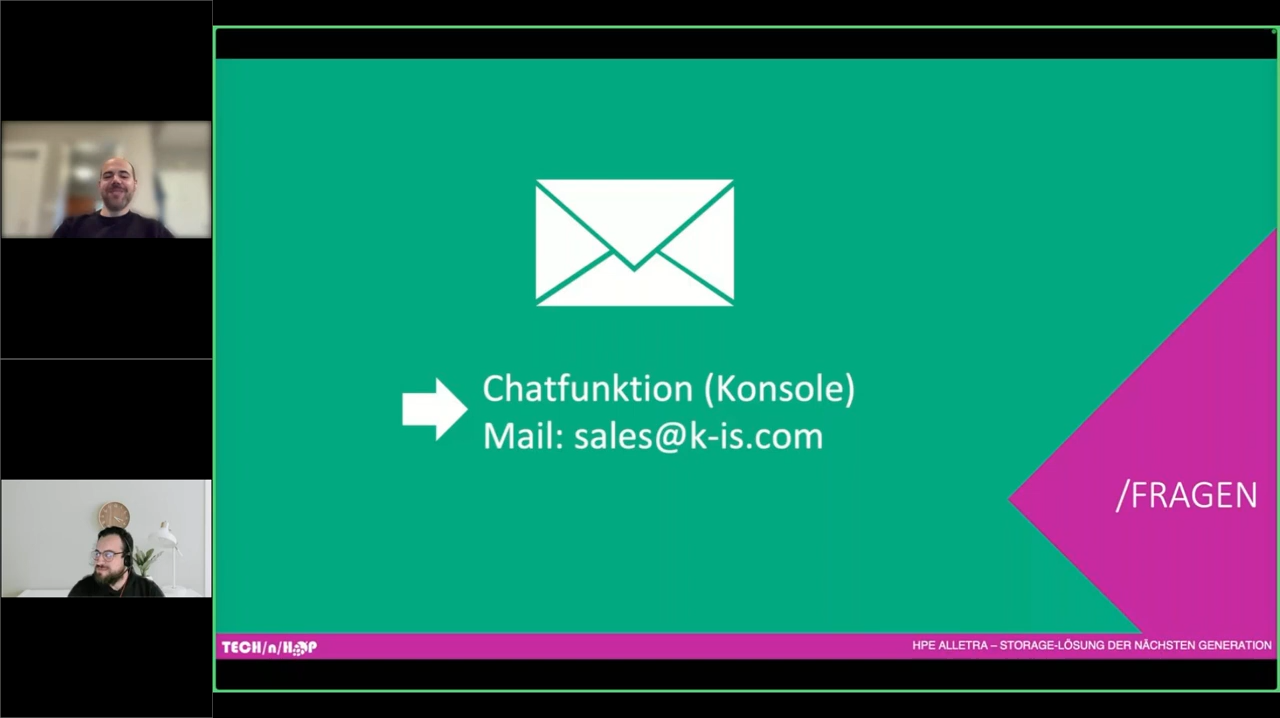 Chatfunktion (Konsole)
Mail: sales@k-is.com
/FRAGEN
TECH/n/HOP
HPE ALLETRA – STORAGE-LÖSUNG DER NÄCHSTEN GENERATION